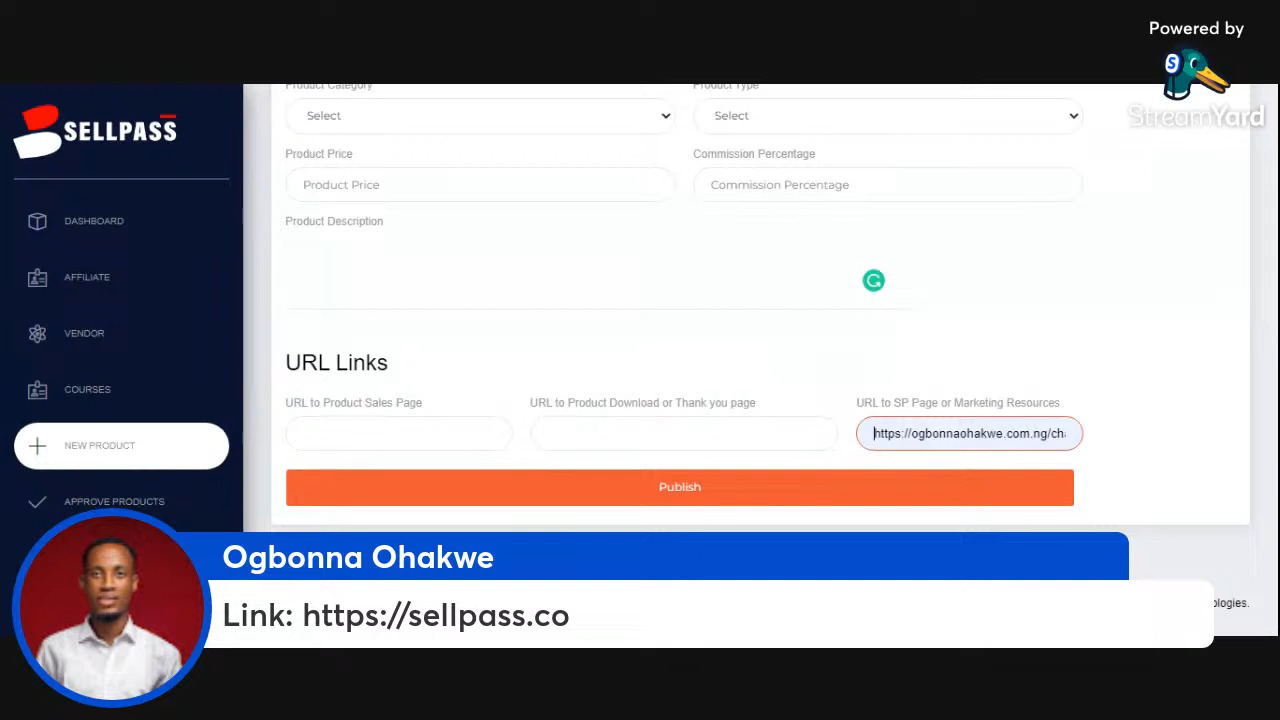 Powered by
StreamYard
SELLPASS
Product Category
Product Type
Select
Select
Product Price
Commission Percentage
Product Price
Commission Percentage
Product Description
DASHBOARD
AFFILIATE
VENDOR
COURSES
NEW PRODUCT
APPROVE PRODUCTS
URL Links
URL to Product Sales Page
URL to Product Download or Thank you page
URL to SP Page or Marketing Resources
https://ogbonnaohakwe.com.ng/cha
Publish
Ogbonna Ohakwe
Link: https://sellpass.co
ologies.